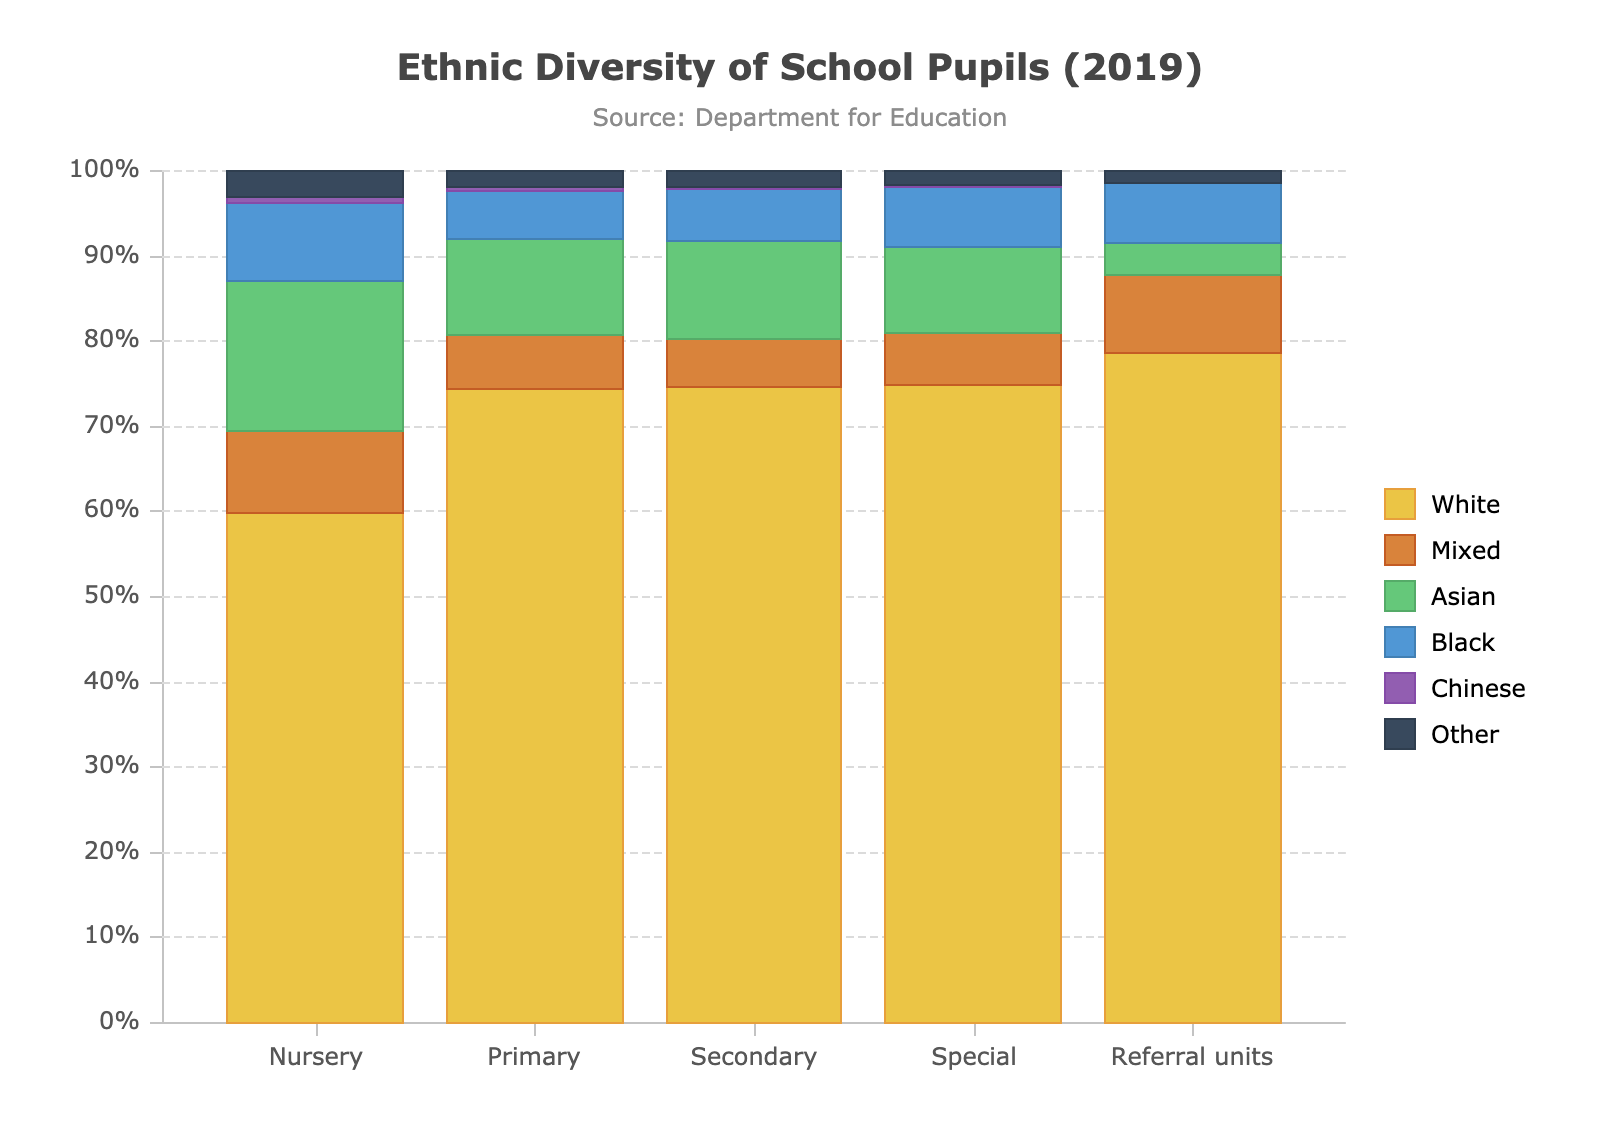 Ethnic Diversity of School Pupils (2019)
Source: Department for Education
100%
90%
80%
70%
60%
50%
40%
30%
20%
10%
0%
Nursery
Primary
Secondary
Special
Referral units
White
Mixed
Asian
Black
Chinese
Other